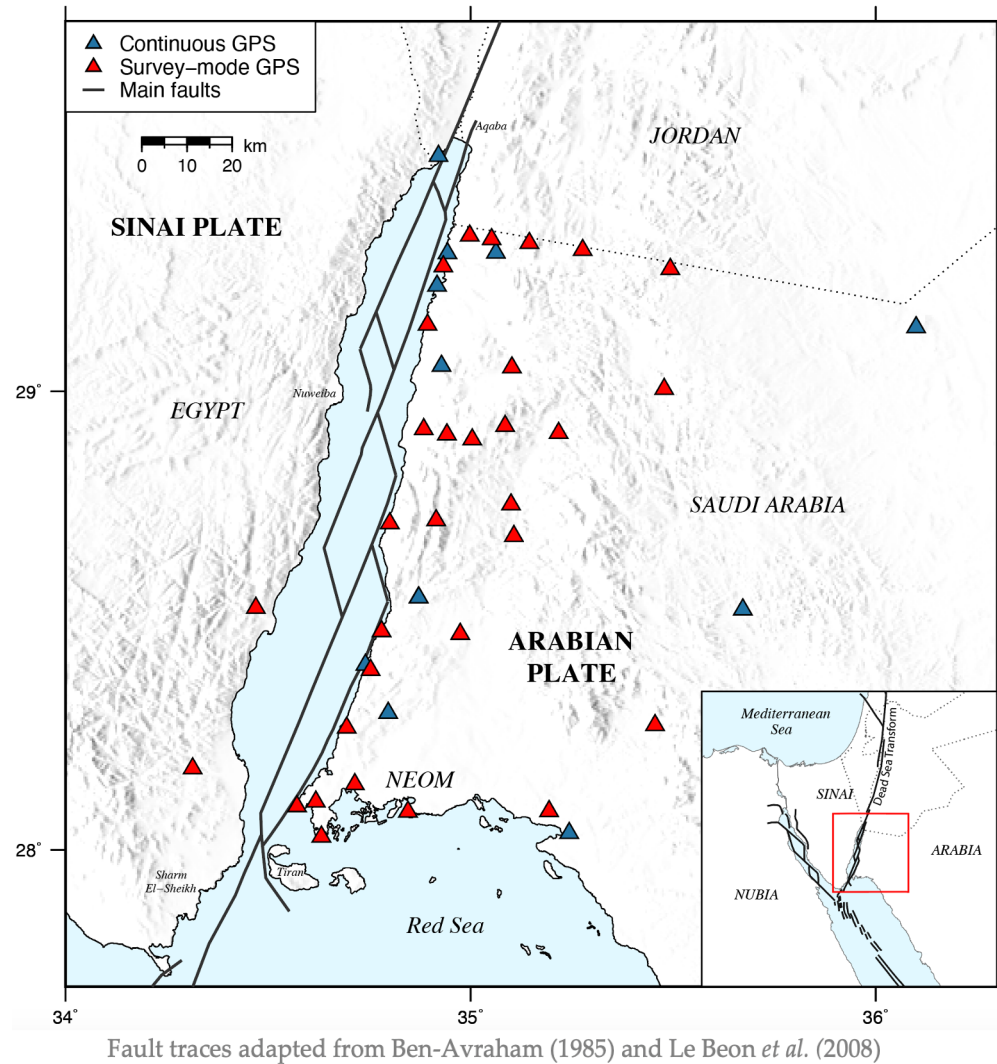 Continuous GPS
Survey−mode GPS
Main faults
0 10 20 km
Aqaba
JORDAN
SINAI PLATE
29°
Nuweiba
EGYPT
SAUDI ARABIA
ARABIAN
PLATE
NEOM
28°
Sharm
El−Sheikh
Tiran
Red Sea
Mediterranean
Sea
Dead Sea Transform
SINAI
ARABIA
NUBIA
34° 35° 36°
Fault traces adapted from Ben-Avraham (1985) and Le Beon et al. (2008)